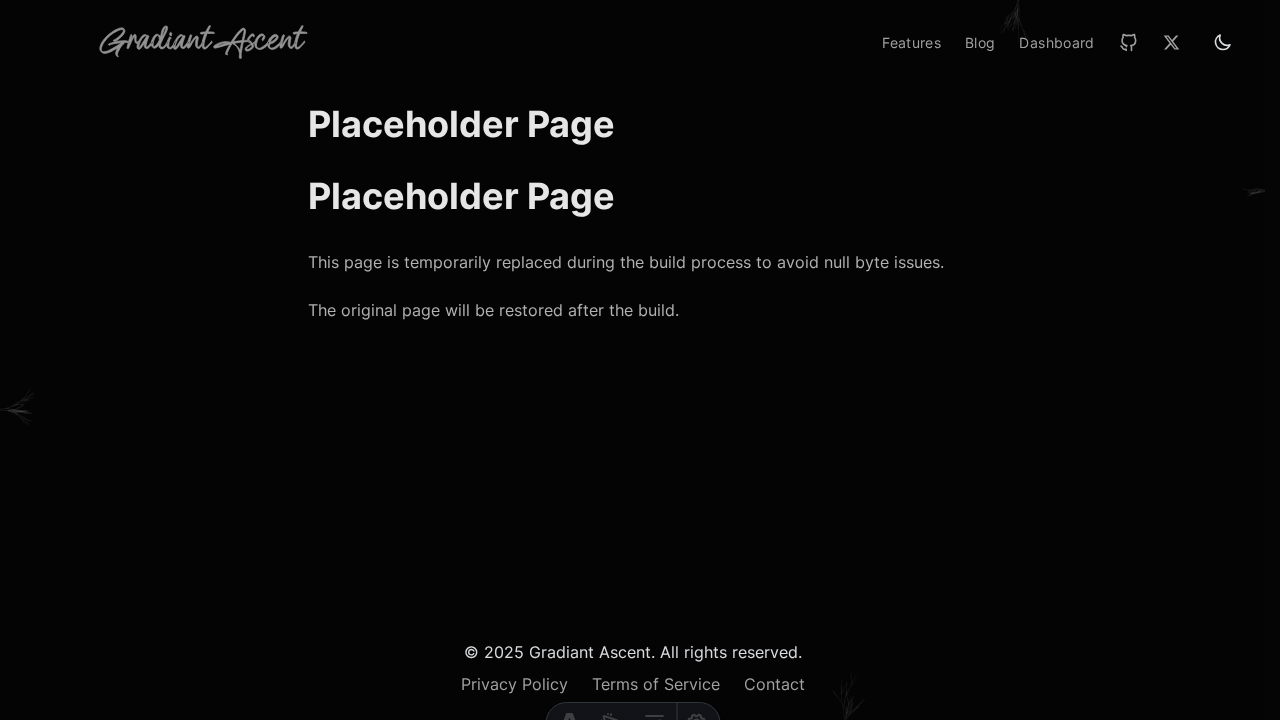 Gradiant Ascent
Features Blog Dashboard
Placeholder Page
Placeholder Page
This page is temporarily replaced during the build process to avoid null byte issues.
The original page will be restored after the build.
© 2025 Gradiant Ascent. All rights reserved.
Privacy Policy Terms of Service Contact